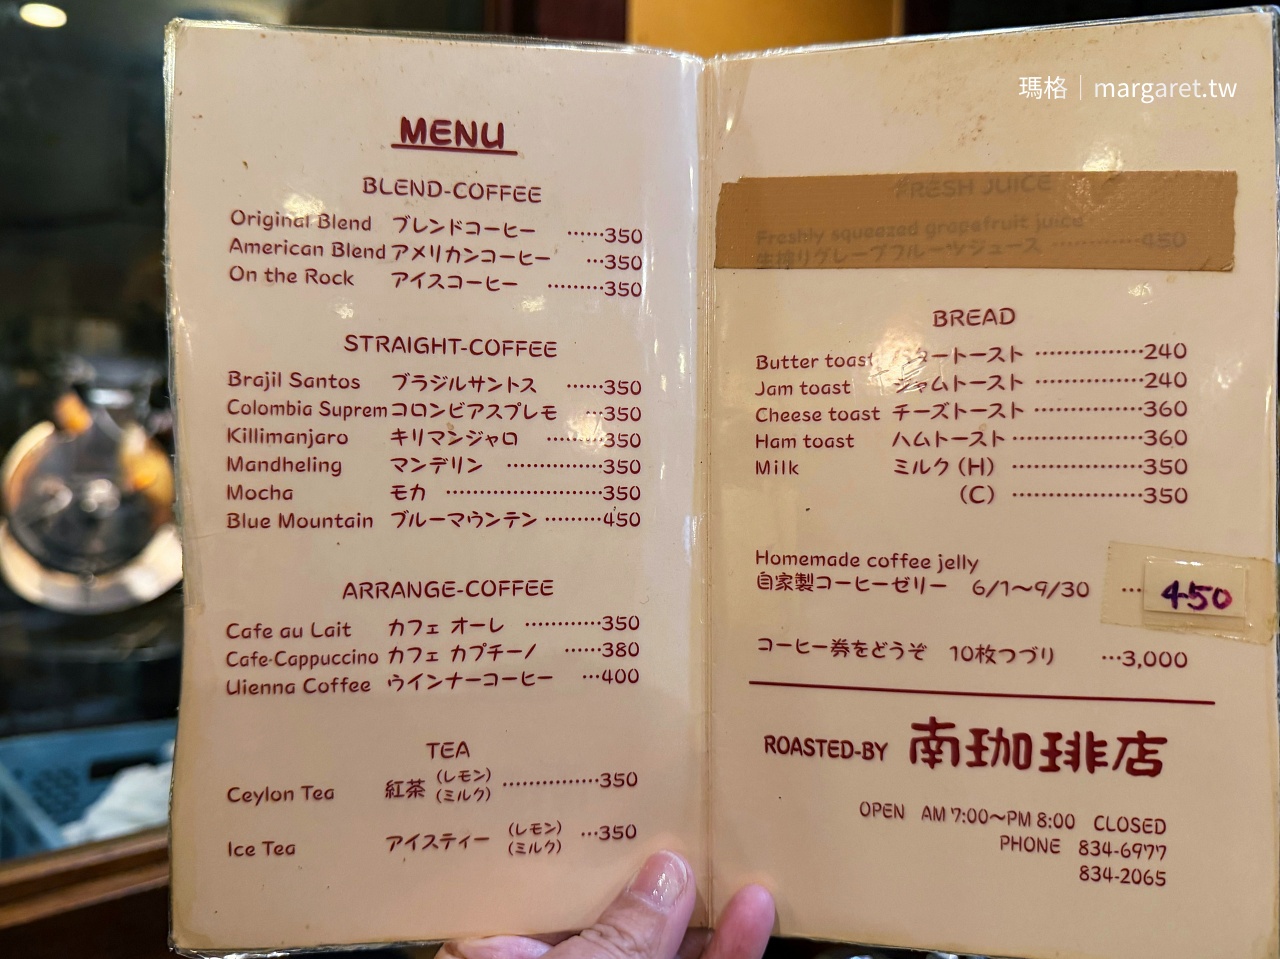 瑪格｜margaret.tw
MENU
BLEND-COFFEE
Original Blend ブレンドコーヒー ……350
American Blend アメリカンコーヒー …350
On the Rock アイスコーヒー ………350
STRAIGHT-COFFEE
Brajil Santos ブラジルサントス ……350
Colombia Suprem コロンビアスプレモ …350
Killimanjaro キリマンジャロ ………350
Mandheling マンデリン …………350
Mocha モカ ……………………350
Blue Mountain ブルーマウンテン ………450
ARRANGE-COFFEE
Cafe au Lait カフェ オーレ …………350
Cafe·Cappuccino カフェ カプチーノ ……380
Uienna Coffee ウインナーコーヒー …400
TEA
Ceylon Tea 紅茶 (レモン) (ミルク) ……………350
Ice Tea アイスティー (レモン) (ミルク) …350
FRESH JUICE
Freshly squeezed grapefruit juice
生搾りグレープフルーツジュース …………450
BREAD
Butter toast バタートースト ……………240
Jam toast ジャムトースト ……………240
Cheese toast チーズトースト ……………360
Ham toast ハムトースト ………………360
Milk ミルク (H) ………………350
(C) ………………350
Homemade coffee jelly
自家製コーヒーゼリー 6/1〜9/30 … 450
コーヒー券をどうぞ 10枚つづり …3,000
ROASTED-BY 南珈琲店
OPEN AM 7:00〜PM 8:00 CLOSED
PHONE 834-6977
834-2065